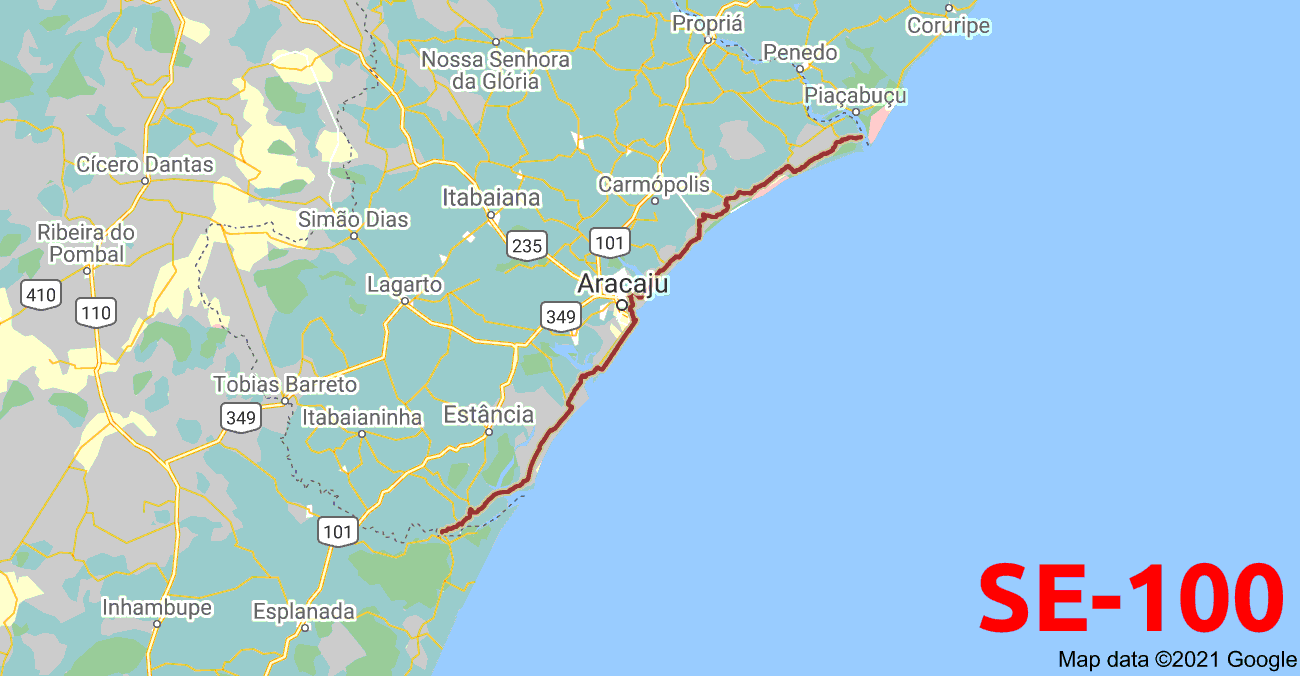 Propriá
Coruripe
Nossa Senhora
da Glória
Penedo
Piaçabuçu
Cícero Dantas
Carmópolis
Itabaiana
Simão Dias
Ribeira do
Pombal
235
101
Aracaju
Lagarto
410
110
349
Tobias Barreto
349
Itabaianinha
Estância
101
Inhambupe
Esplanada
SE-100
Map data ©2021 Google